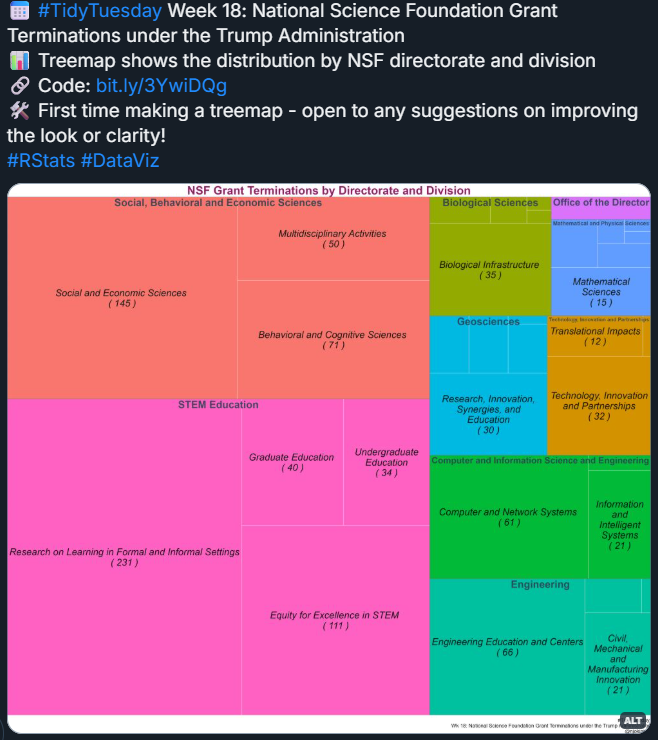 #TidyTuesday Week 18: National Science Foundation Grant
Terminations under the Trump Administration
Treemap shows the distribution by NSF directorate and division
Code: bit.ly/3YwiDQg
First time making a treemap - open to any suggestions on improving
the look or clarity!
#RStats #DataViz
NSF Grant Terminations by Directorate and Division
Social, Behavioral and Economic Sciences
Social and Economic Sciences
( 145 )
Multidisciplinary Activities
( 50 )
Behavioral and Cognitive Sciences
( 71 )
STEM Education
Research on Learning in Formal and Informal Settings
( 231 )
Graduate Education
( 40 )
Undergraduate
Education
( 34 )
Equity for Excellence in STEM
( 111 )
Biological Sciences
Biological Infrastructure
( 35 )
Office of the Director
Mathematical and Physical Sciences
Mathematical
Sciences
( 15 )
Geosciences
Research, Innovation,
Synergies, and
Education
( 30 )
Technology, Innovation and Partnerships
Translational Impacts
( 12 )
Technology, Innovation
and Partnerships
( 32 )
Computer and Information Science and Engineering
Computer and Network Systems
( 61 )
Information
and
Intelligent
Systems
( 21 )
Engineering
Engineering Education and Centers
( 66 )
Civil,
Mechanical
and
Manufacturing
Innovation
( 21 )
Wk 18: National Science Foundation Grant Terminations under the Trump
ALT